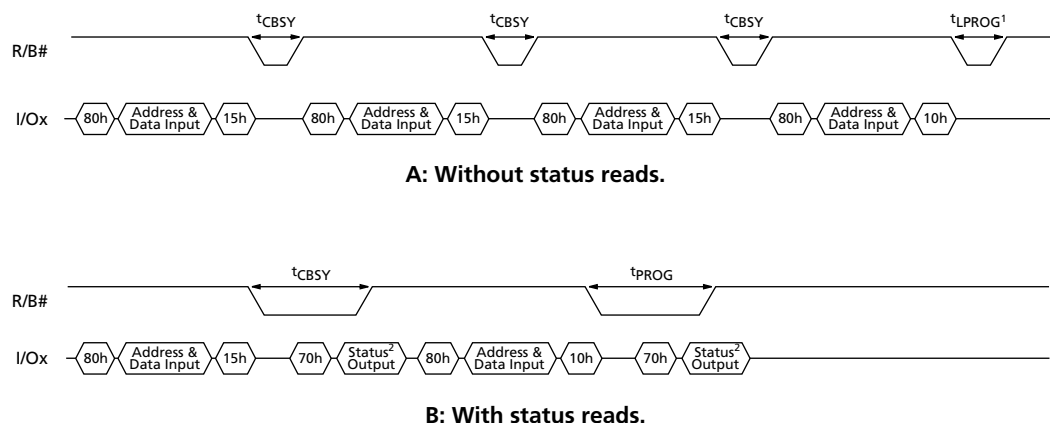 tCBSY tCBSY tCBSY tLPROG1
R/B#
I/Ox 80h Address & Data Input 15h 80h Address & Data Input 15h 80h Address & Data Input 15h 80h Address & Data Input 10h
A: Without status reads.
tCBSY tPROG
R/B#
I/Ox 80h Address & Data Input 15h 70h Status2 Output 80h Address & Data Input 10h 70h Status2 Output
B: With status reads.